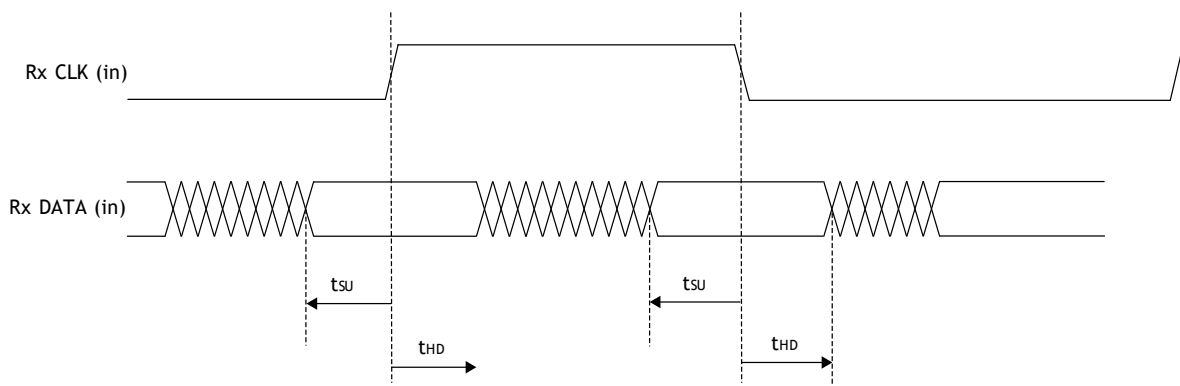 Rx CLK (in)
Rx DATA (in)
tSU
tSU
tHD
tHD